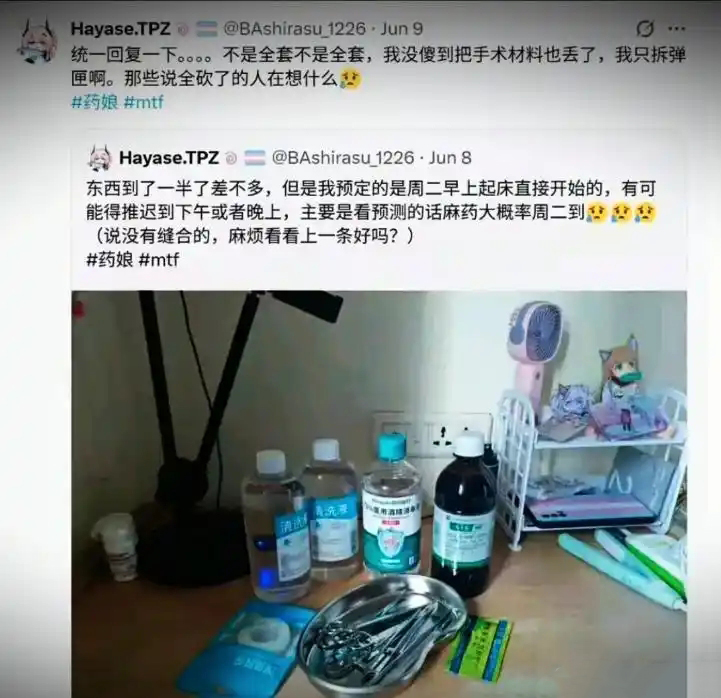 Hayase.TPZ @BAshirasu_1226 · Jun 9
统一回复一下。。。。不是全套不是全套，我没傻到把手术材料也丢了，我只拆弹
匣啊。那些说全砍了的人在想什么😥
#药娘 #mtf
Hayase.TPZ @BAshirasu_1226 · Jun 8
东西到了一半了差不多，但是我预定的是周二早上起床直接开始的，有可
能得推迟到下午或者晚上，主要是看预测的话麻药大概率周二到😥😥😥
（说没有缝合的，麻烦看看上一条好吗？）
#药娘 #mtf
清洗液